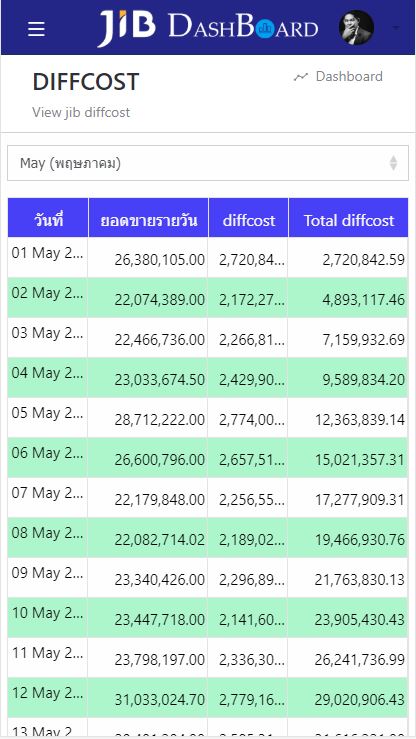 JIB DASHBOARD
DIFFCOST
Dashboard
View jib diffcost
May (พฤษภาคม)
วันที่ ยอดขายรายวัน diffcost Total diffcost
01 May 2... 26,380,105.00 2,720,84... 2,720,842.59
02 May 2... 22,074,389.00 2,172,27... 4,893,117.46
03 May 2... 22,466,736.00 2,266,81... 7,159,932.69
04 May 2... 23,033,674.50 2,429,90... 9,589,834.20
05 May 2... 28,712,222.00 2,774,00... 12,363,839.14
06 May 2... 26,600,796.00 2,657,51... 15,021,357.31
07 May 2... 22,179,848.00 2,256,55... 17,277,909.31
08 May 2... 22,082,714.02 2,189,02... 19,466,930.76
09 May 2... 23,340,426.00 2,296,89... 21,763,830.13
10 May 2... 23,447,718.00 2,141,60... 23,905,430.43
11 May 2... 23,798,197.00 2,336,30... 26,241,736.99
12 May 2... 31,033,024.70 2,779,16... 29,020,906.43
13 May 2...